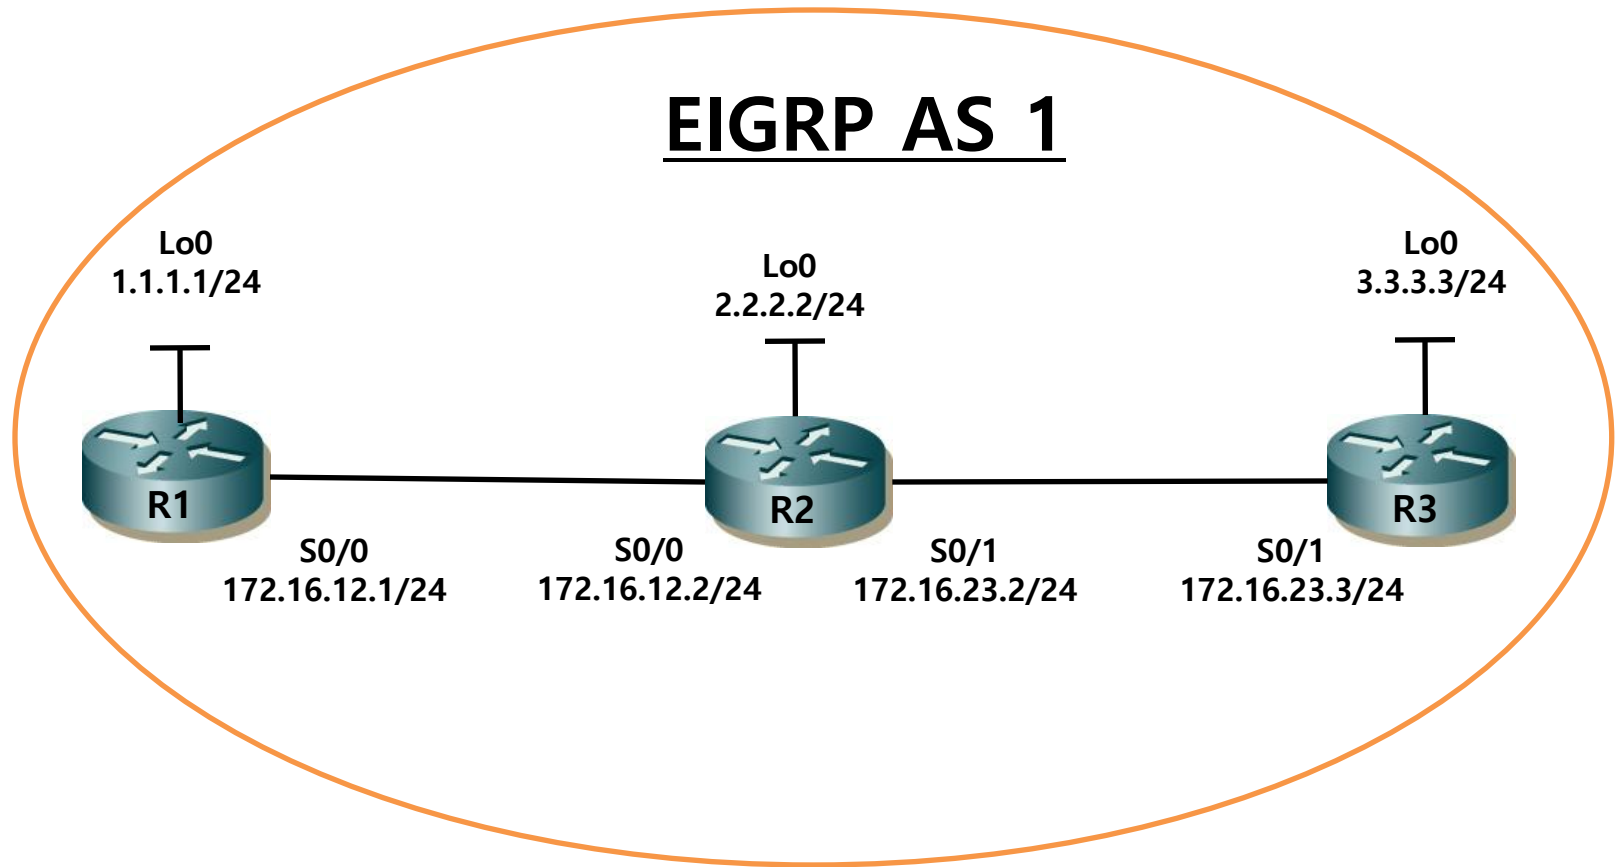 EIGRP AS 1
Lo0
1.1.1.1/24
Lo0
2.2.2.2/24
Lo0
3.3.3.3/24
R1
R2
R3
S0/0
172.16.12.1/24
S0/0
172.16.12.2/24
S0/1
172.16.23.2/24
S0/1
172.16.23.3/24